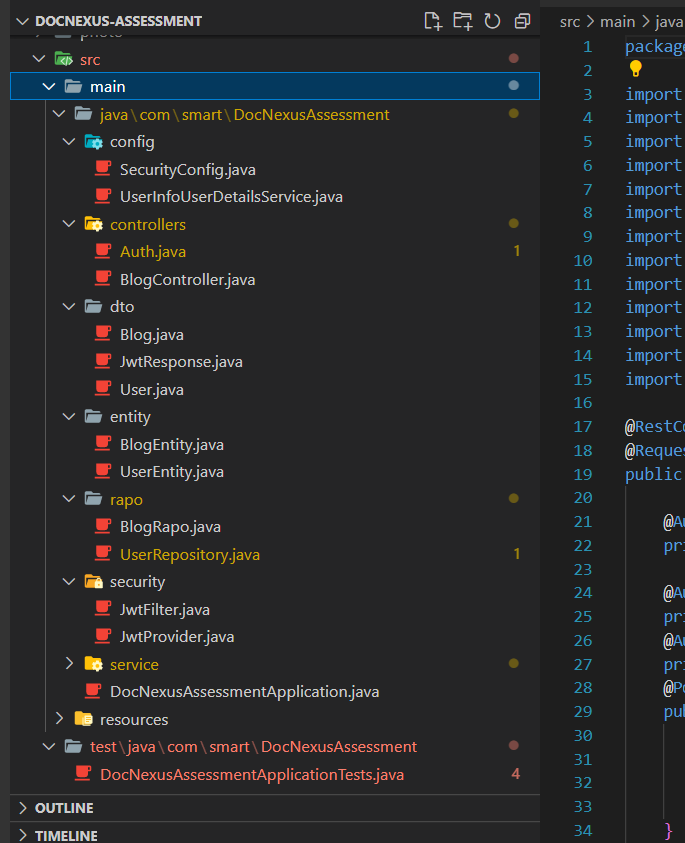 DOCNEXUS-ASSESSMENT
photo
src
main
java\com\smart\DocNexusAssessment
config
SecurityConfig.java
UserInfoUserDetailsService.java
controllers
Auth.java 1
BlogController.java
dto
Blog.java
JwtResponse.java
User.java
entity
BlogEntity.java
UserEntity.java
rapo
BlogRapo.java
UserRepository.java 1
security
JwtFilter.java
JwtProvider.java
service
DocNexusAssessmentApplication.java
resources
test\java\com\smart\DocNexusAssessment
DocNexusAssessmentApplicationTests.java 4
OUTLINE
TIMELINE
src > main > java
1 packag
2
3 import
4 import
5 import
6 import
7 import
8 import
9 import
10 import
11 import
12 import
13 import
14 import
15 import
16
17 @RestCo
18 @Reques
19 public
20
21 @Au
22 pri
23
24 @Au
25 pri
26 @Au
27 pri
28 @Po
29 pub
30
31
32
33
34 }